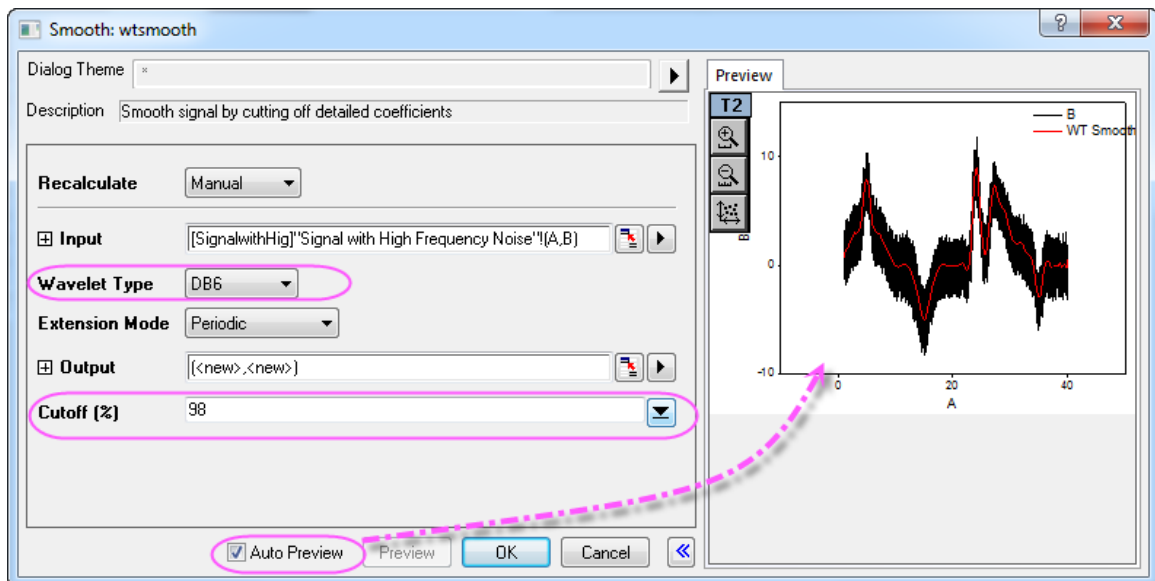 Smooth: wtsmooth
?
X
Dialog Theme *
Description Smooth signal by cutting off detailed coefficients
Recalculate Manual
Input [SignalwithHig]"Signal with High Frequency Noise"!(A,B)
Wavelet Type DB6
Extension Mode Periodic
Output (<new>,<new>)
Cutoff (%) 98
Auto Preview Preview OK Cancel
Preview
T2
B
WT Smooth
10
0
-10
B
0 20 40
A